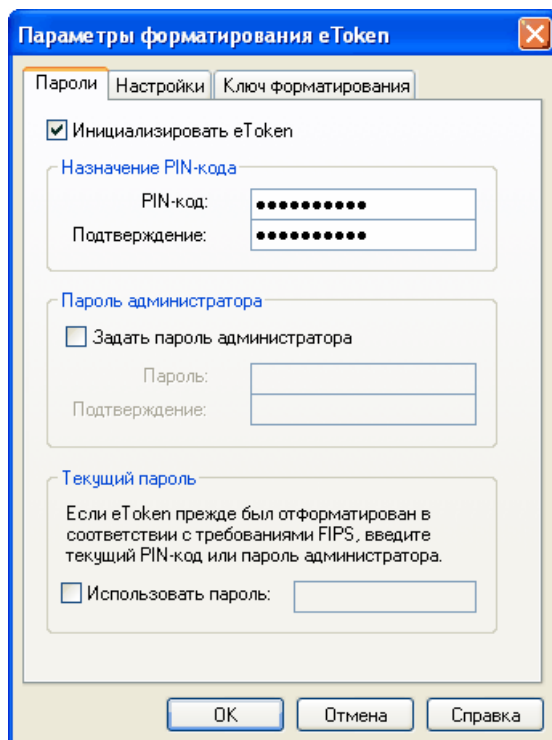 Параметры форматирования eToken
Пароли Настройки Ключ форматирования
Инициализировать eToken
Назначение PIN-кода
PIN-код: ●●●●●●●●●●
Подтверждение: ●●●●●●●●●●
Пароль администратора
Задать пароль администратора
Пароль:
Подтверждение:
Текущий пароль
Если eToken прежде был отформатирован в
соответствии с требованиями FIPS, введите
текущий PIN-код или пароль администратора.
Использовать пароль:
OK Отмена Справка